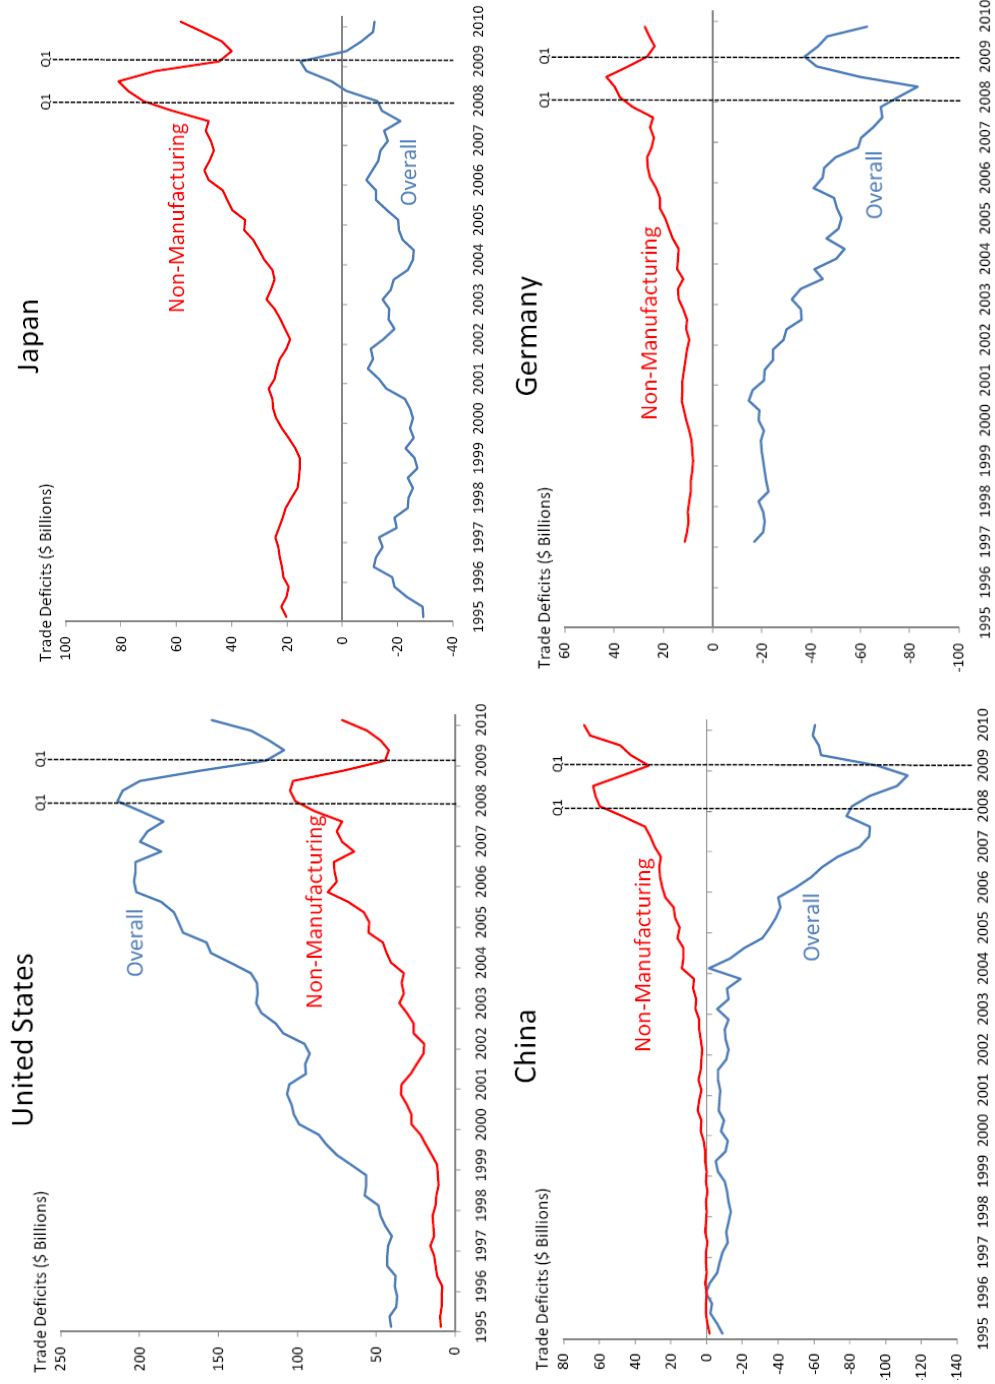 United States
Trade Deficits ($ Billions)
250
200
150
100
50
0
Q1
Q1
Overall
Non-Manufacturing
1995 1996 1997 1998 1999 2000 2001 2002 2003 2004 2005 2006 2007 2008 2009 2010
Japan
Trade Deficits ($ Billions)
100
80
60
40
20
0
-20
-40
Q1
Q1
Non-Manufacturing
Overall
1995 1996 1997 1998 1999 2000 2001 2002 2003 2004 2005 2006 2007 2008 2009 2010
China
Trade Deficits ($ Billions)
80
60
40
20
0
-20
-40
-60
-80
-100
-120
-140
Q1
Q1
Non-Manufacturing
Overall
1995 1996 1997 1998 1999 2000 2001 2002 2003 2004 2005 2006 2007 2008 2009 2010
Germany
Trade Deficits ($ Billions)
60
40
20
0
-20
-40
-60
-80
-100
Q1
Q1
Non-Manufacturing
Overall
1995 1996 1997 1998 1999 2000 2001 2002 2003 2004 2005 2006 2007 2008 2009 2010